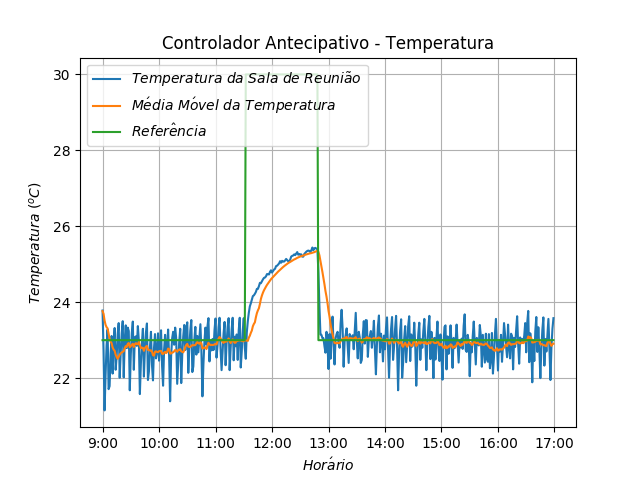 Controlador Antecipativo - Temperatura
Temperatura da Sala de Reunião
Média Móvel da Temperatura
Referência
Temperatura (ºC)
30
28
26
24
22
9:00 10:00 11:00 12:00 13:00 14:00 15:00 16:00 17:00
Horário